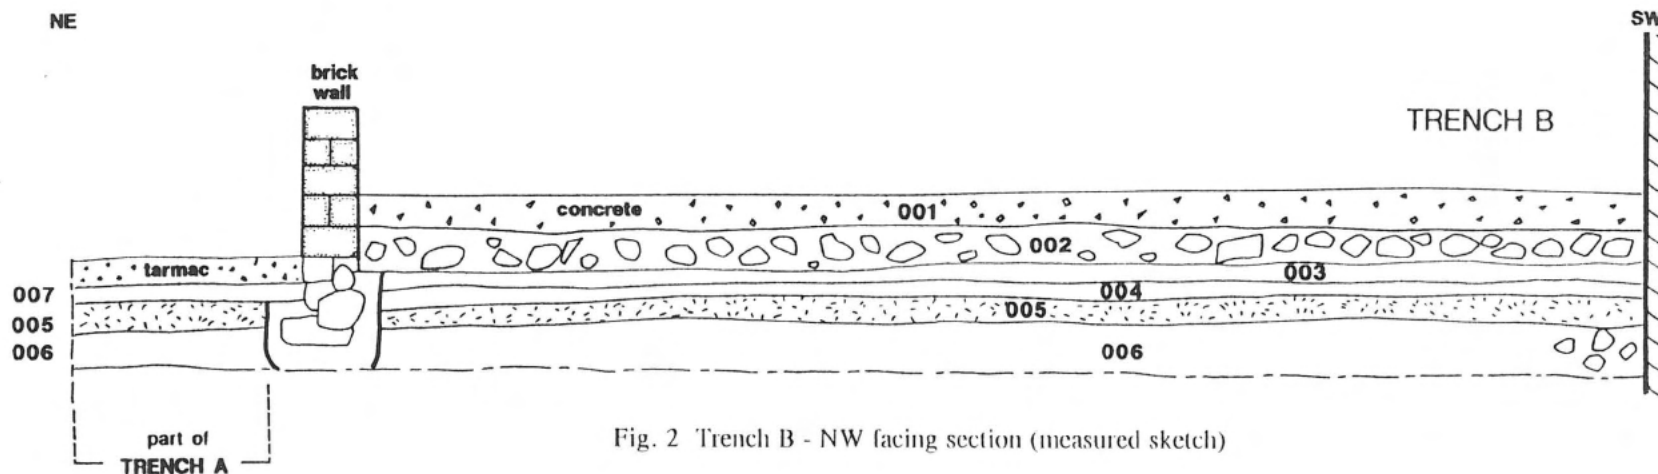 NE
SW
brick
wall
TRENCH B
concrete
001
002
tarmac
003
007
004
005
005
006
006
part of
TRENCH A
Fig. 2 Trench B - NW facing section (measured sketch)